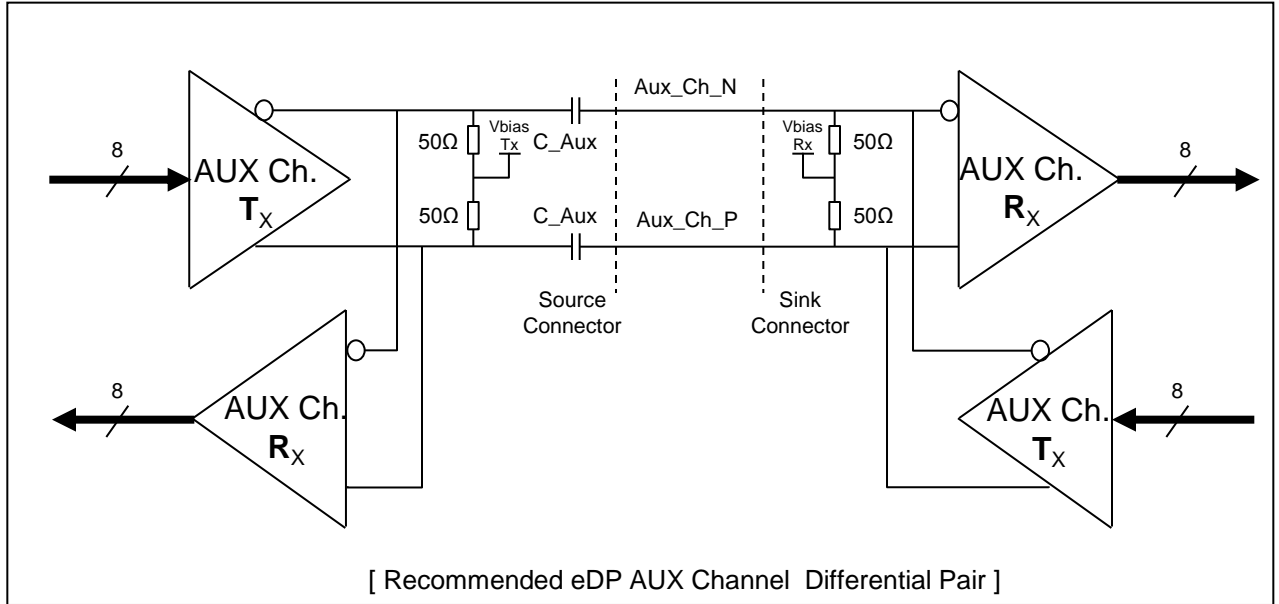 Aux_Ch_N
8
AUX Ch.
TX
50Ω
Vbias
Tx
C_Aux
50Ω
C_Aux
Aux_Ch_P
Vbias
Rx
50Ω
50Ω
AUX Ch.
RX
8
Source
Connector
Sink
Connector
8
AUX Ch.
RX
AUX Ch.
TX
8
[ Recommended eDP AUX Channel Differential Pair ]